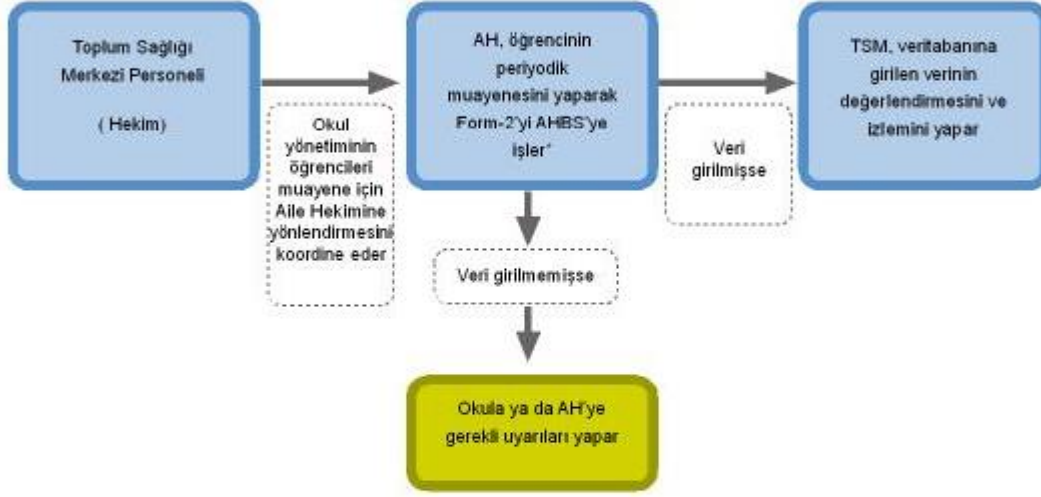 Toplum Sağlığı
Merkezi Personeli
( Hekim)
Okul
yönetiminin
öğrencileri
muayene için
Aile Hekimine
yönlendirmesini
koordine eder
AH, öğrencinin
periyodik
muayenesini yaparak
Form-2'yi AHBS'ye
işler*
Veri
girilmişse
TSM, veritabanına
girilen verinin
değerlendirmesini ve
izlemini yapar
Veri girilmemişse
Okula ya da AH'ye
gerekli uyarıları yapar